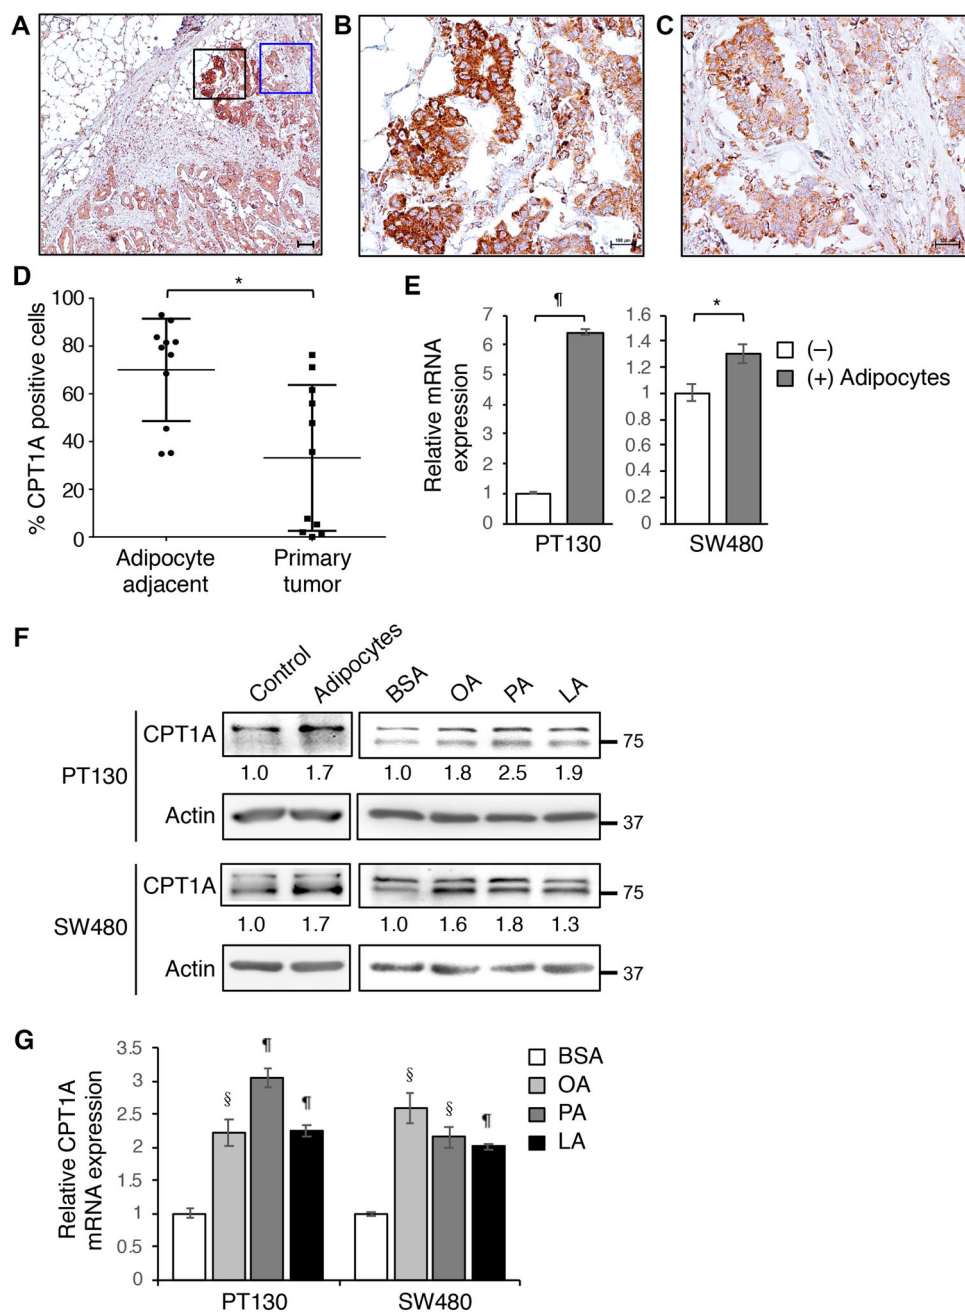 A
B
C
100 µm
100 µm
D
*
% CPT1A positive cells
100
80
60
40
20
0
Adipocyte
adjacent
Primary
tumor
E
Relative mRNA
expression
¶
7
6
5
4
3
2
1
0
PT130
*
1.6
1.4
1.2
1
0.8
0.6
0.4
0.2
0
SW480
(–)
(+) Adipocytes
F
Control
Adipocytes
BSA
OA
PA
LA
PT130
CPT1A
75
1.0 1.7 1.0 1.8 2.5 1.9
Actin
37
SW480
CPT1A
75
1.0 1.7 1.0 1.6 1.8 1.3
Actin
37
G
Relative CPT1A
mRNA expression
3.5
3
2.5
2
1.5
1
0.5
0
§ ¶ ¶
§ § ¶
PT130
SW480
BSA
OA
PA
LA